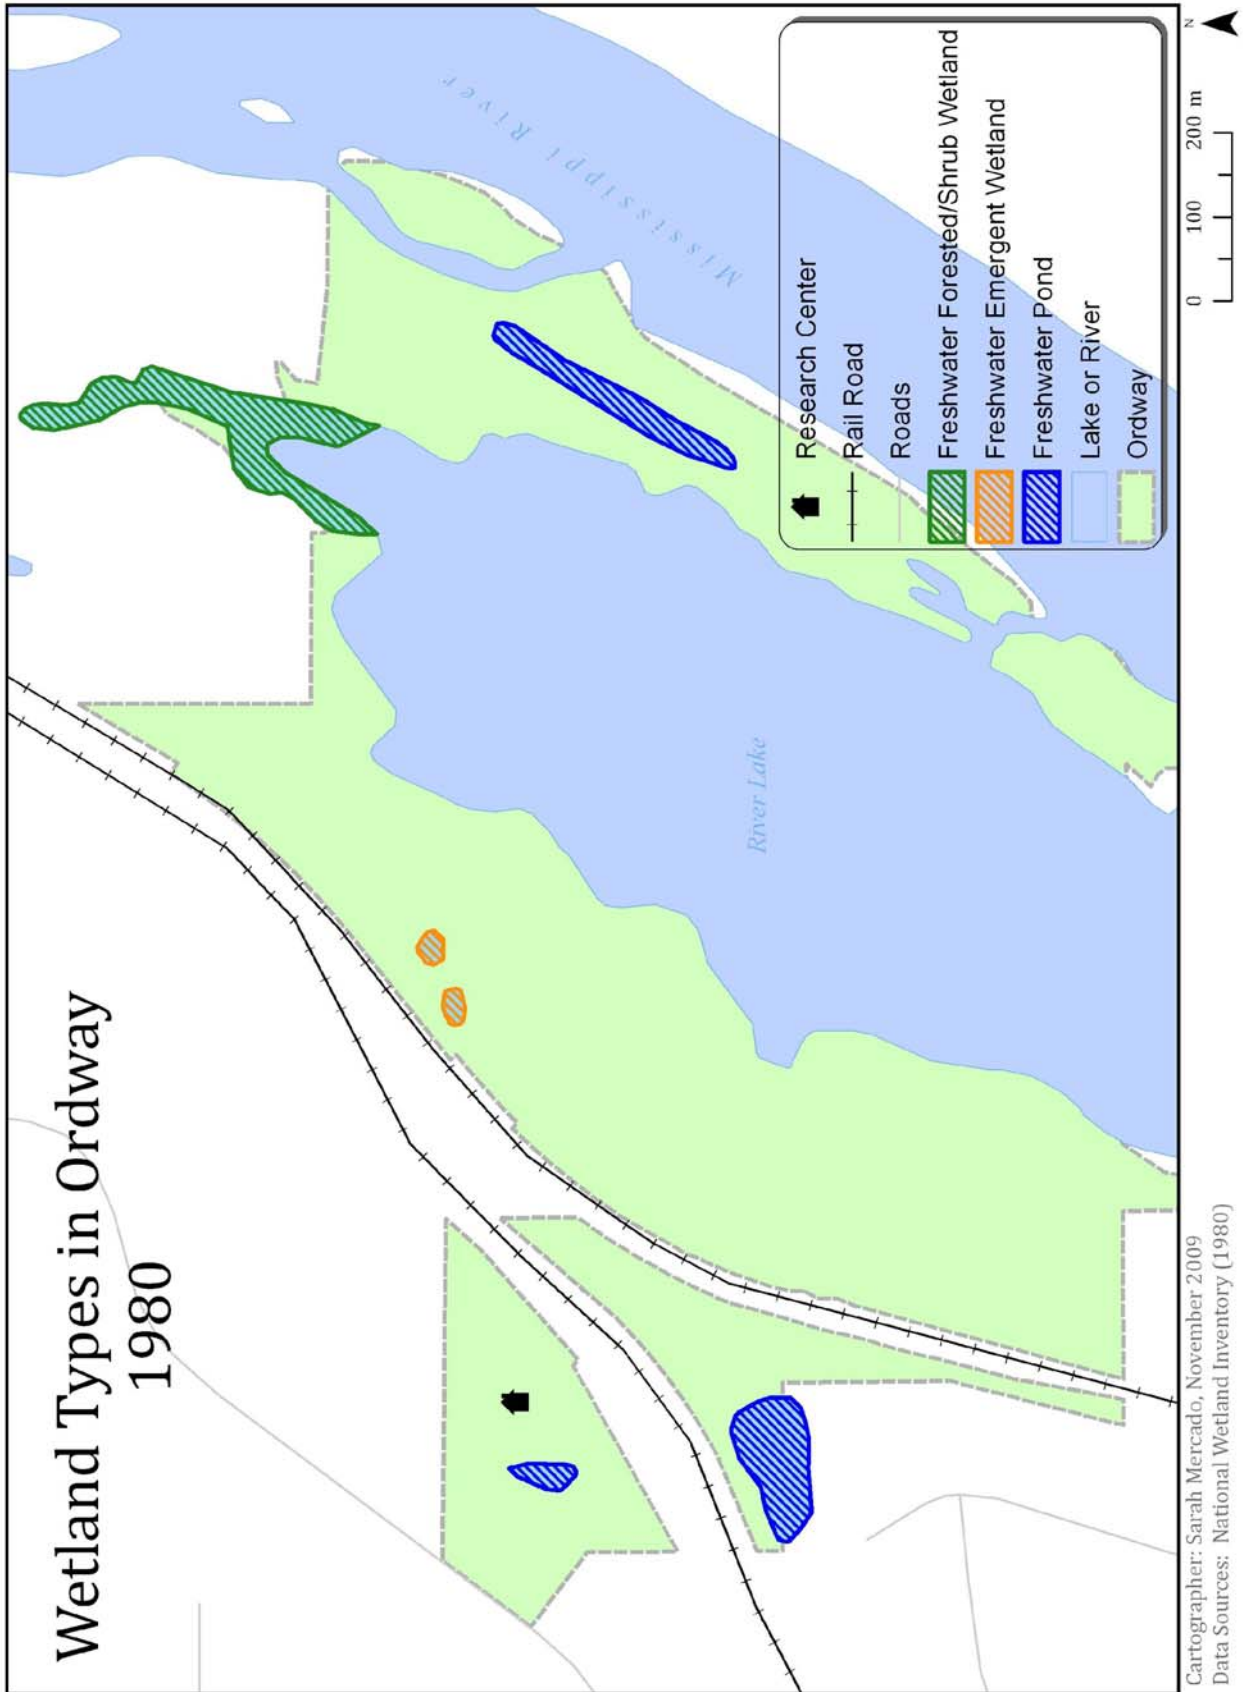 Wetland Types in Ordway
1980
Mississippi River
River Lake
Research Center
Rail Road
Roads
Freshwater Forested/Shrub Wetland
Freshwater Emergent Wetland
Freshwater Pond
Lake or River
Ordway
N
0 100 200 m
Cartographer: Sarah Mercado, November 2009
Data Sources: National Wetland Inventory (1980)